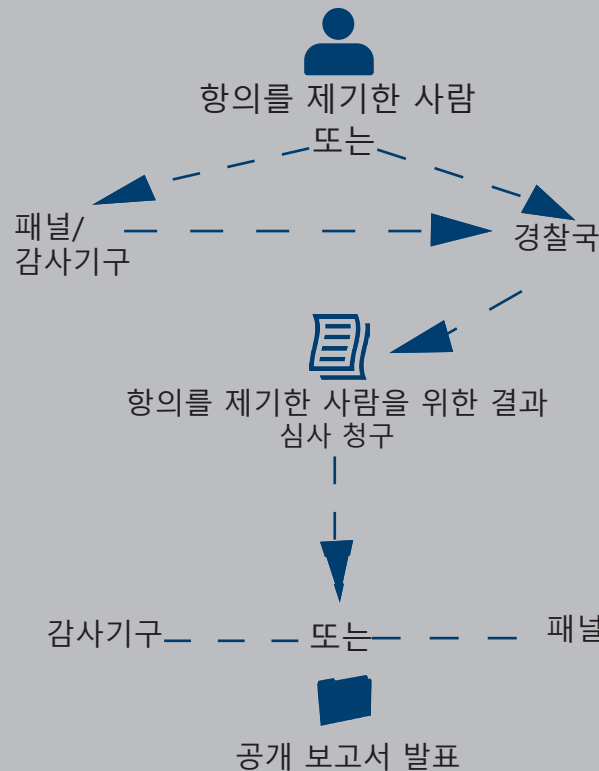 항의를 제기한 사람
또는
패널/
감사기구
경찰국
항의를 제기한 사람을 위한 결과
심사 청구
감사기구
또는
패널
공개 보고서 발표